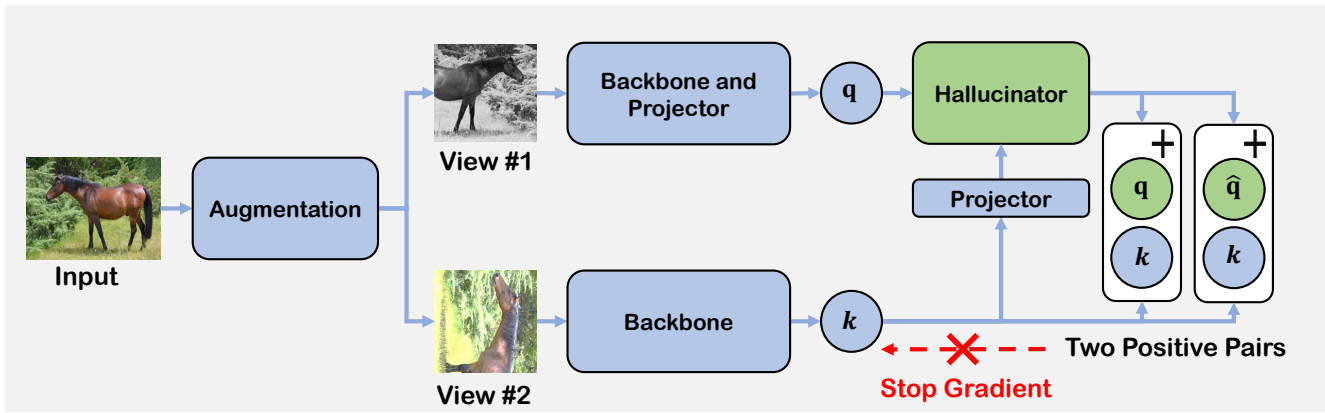 Input
Augmentation
View #1
Backbone and
Projector
q
Hallucinator
Projector
View #2
Backbone
k
+
q
k
+
q̂
k
Two Positive Pairs
Stop Gradient